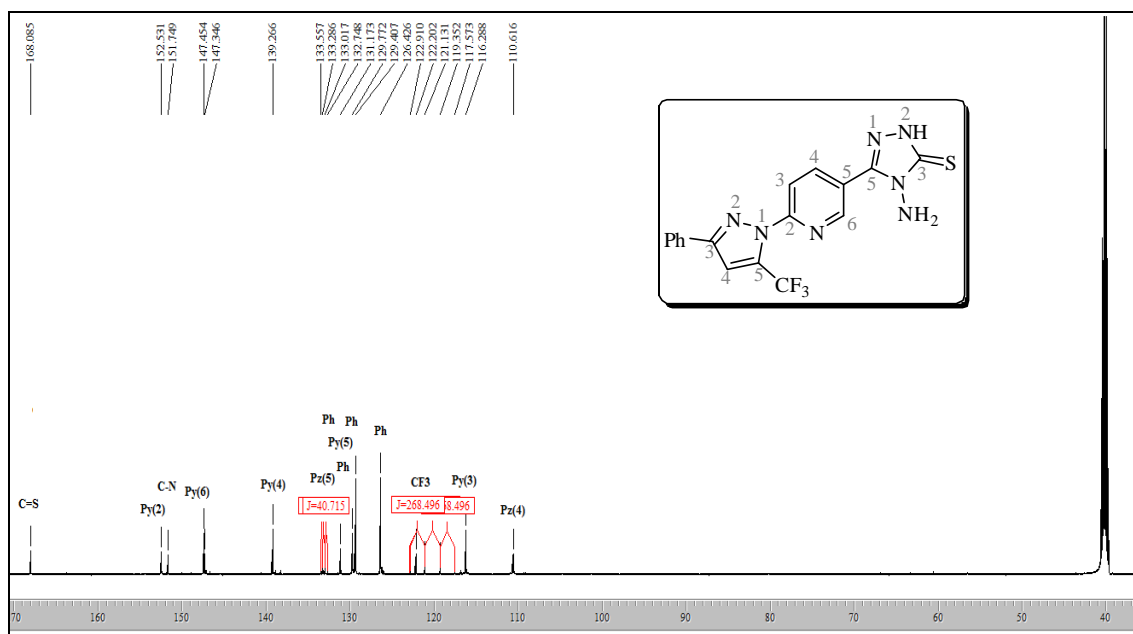 168.085
152.531
151.749
147.454
147.346
139.266
133.557
133.286
133.017
132.748
131.173
129.772
129.407
126.426
122.910
122.202
121.131
119.352
117.573
116.288
110.616
1 2
N NH
4 S
3 5 5 N 3
2 1 NH2
N N 2 N 6
Ph 3
4 5
CF3
Ph Ph
Ph
Py(5)
Ph
C=S
Py(2)
C-N
Py(6)
Py(4)
Pz(5)
CF3
Py(3)
Pz(4)
J=40.715
J=268.496 58.496
70 160 150 140 130 120 110 100 90 80 70 60 50 40